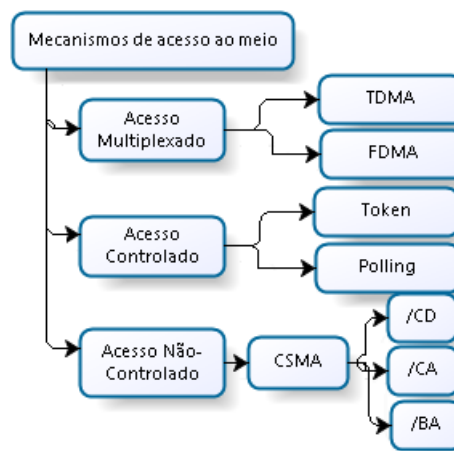 Mecanismos de acesso ao meio
Acesso
Multiplexado
TDMA
FDMA
Acesso
Controlado
Token
Polling
Acesso Não-
Controlado
CSMA
/CD
/CA
/BA